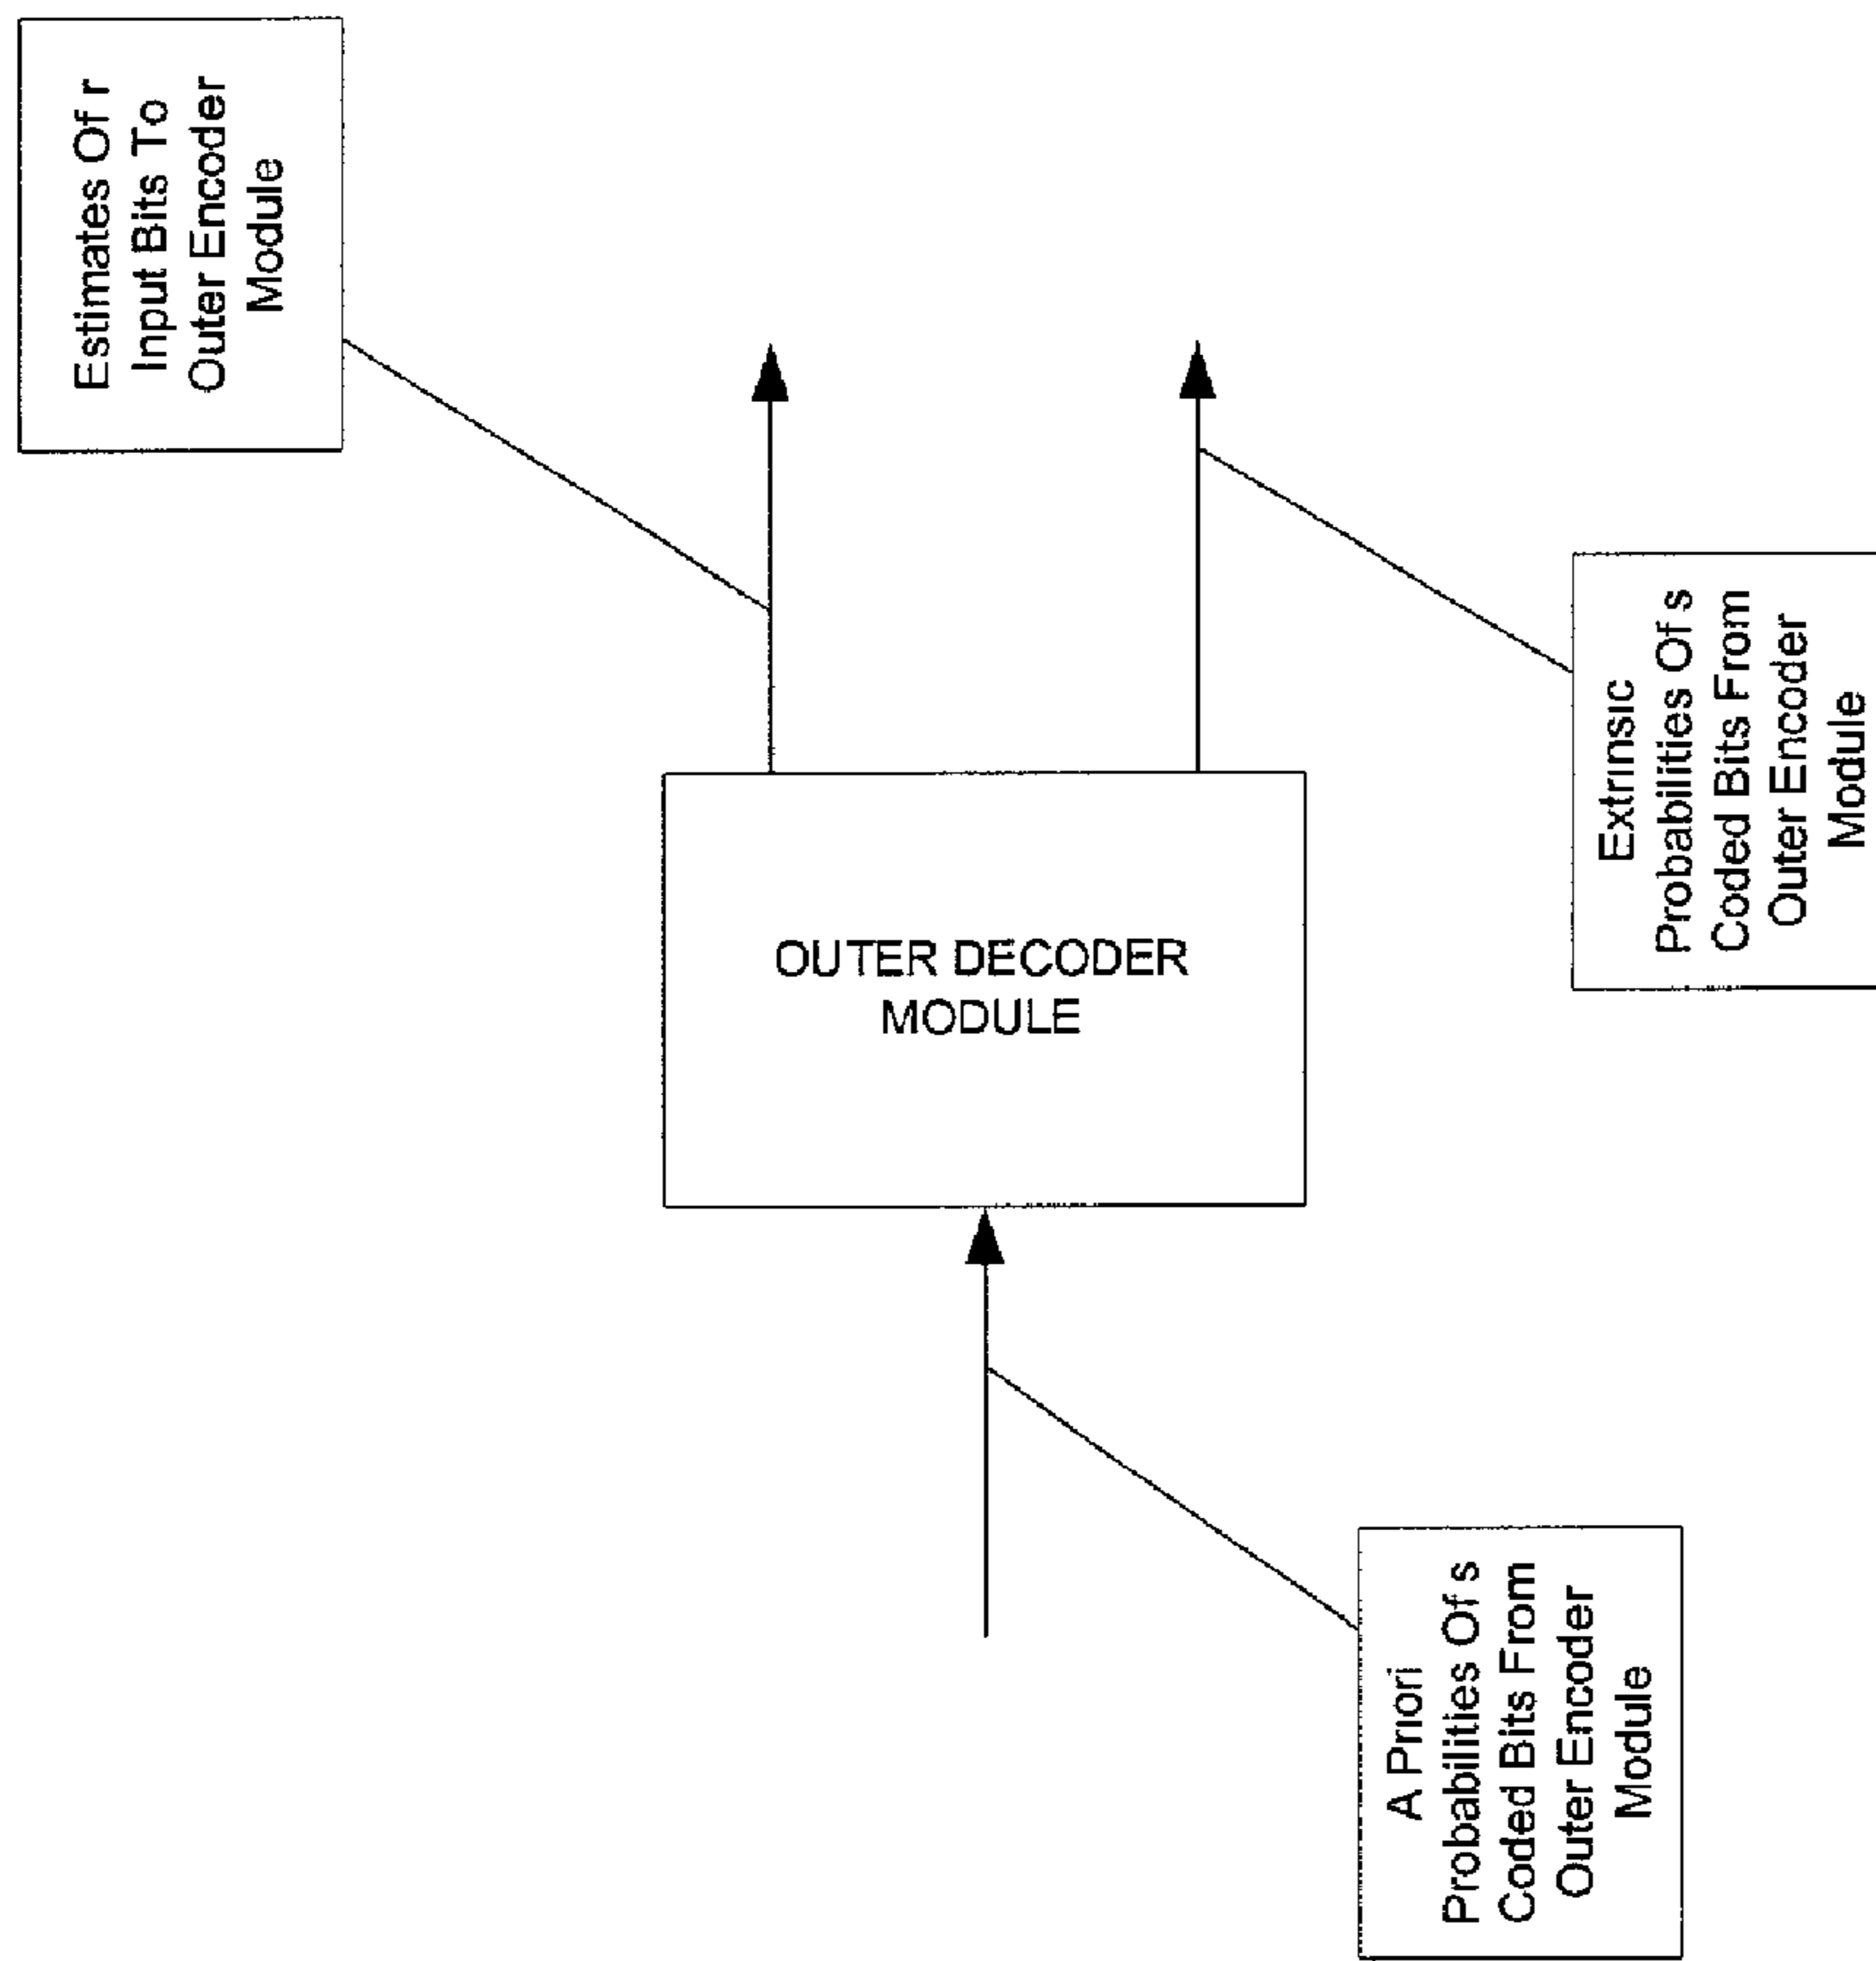 Estimates Of r
Input Bits To
Outer Encoder
Module
OUTER DECODER
MODULE
Extrinsic
Probabilities Of s
Coded Bits From
Outer Encoder
Module
A Priori
Probabilities Of s
Coded Bits From
Outer Encoder
Module